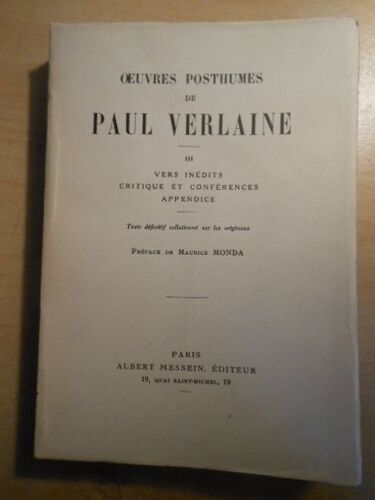 ŒUVRES POSTHUMES
DE
PAUL VERLAINE
III
VERS INÉDITS
CRITIQUE ET CONFÉRENCES
APPENDICE
Texte définitif collationné sur les originaux
PRÉFACE DE MAURICE MONDA
PARIS
ALBERT MESSEIN, ÉDITEUR
19, QUAI SAINT-MICHEL, 19